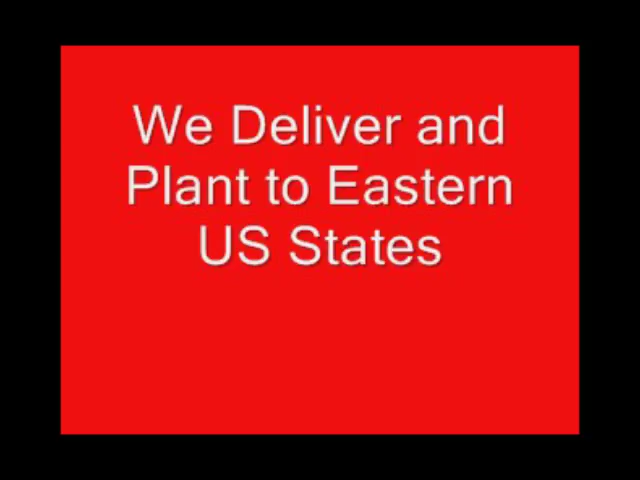 We Deliver and
Plant to Eastern
US States